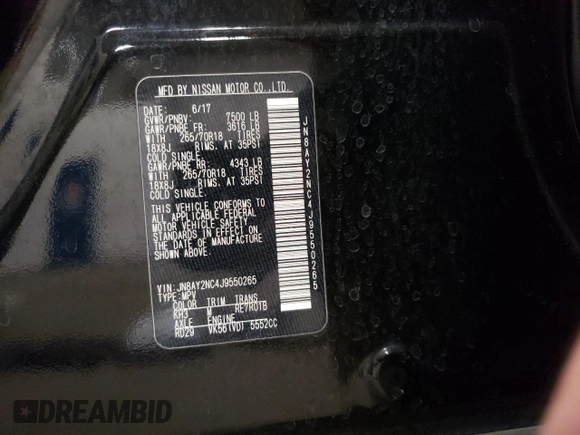 MFD BY NISSAN MOTOR CO.,LTD.
DATE: 6/17
GVWR/PNBV: 7500 LB
GAWR/PNBE FR: 3616 LB
WITH 265/70R18 TIRES
18X8J RIMS. AT 35PSI
COLD SINGLE.
GAWR/PNBE RR: 4343 LB
WITH 265/70R18 TIRES
18X8J RIMS. AT 35PSI
COLD SINGLE.
THIS VEHICLE CONFORMS TO
ALL APPLICABLE FEDERAL
MOTOR VEHICLE SAFETY
STANDARDS IN EFFECT ON
THE DATE OF MANUFACTURE
SHOWN ABOVE.
VIN: JN8AY2NC4J9550265
TYPE: MPV
COLOR TRIM TRANS
KH3 M RE7R01B
AXLE ENGINE
RD29 VK56(VD) 5552CC
JN8AY2NC4J9550265
DREAMBID